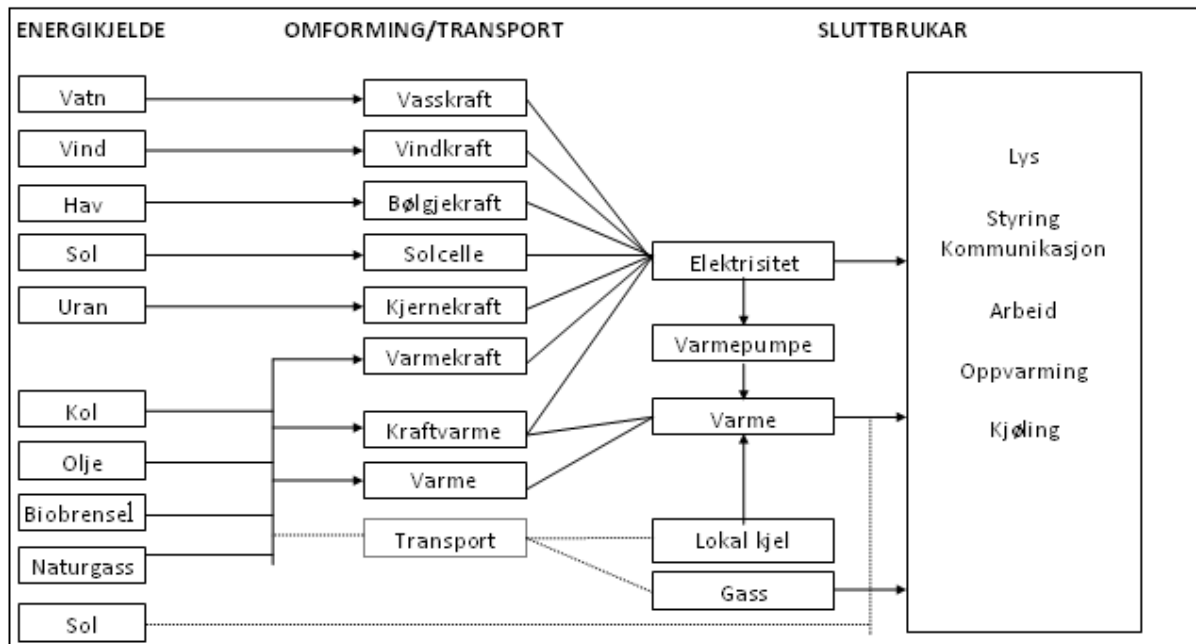 ENERGIKJELDE
OMFORMING/TRANSPORT
SLUTTBRUKAR
Vatn
Vind
Hav
Sol
Uran
Kol
Olje
Biobrensel
Naturgass
Sol
Vasskraft
Vindkraft
Bølgjekraft
Solcelle
Kjernekraft
Varmekraft
Kraftvarme
Varme
Transport
Elektrisitet
Varmepumpe
Varme
Lokal kjel
Gass
Lys
Styring
Kommunikasjon
Arbeid
Oppvarming
Kjøling